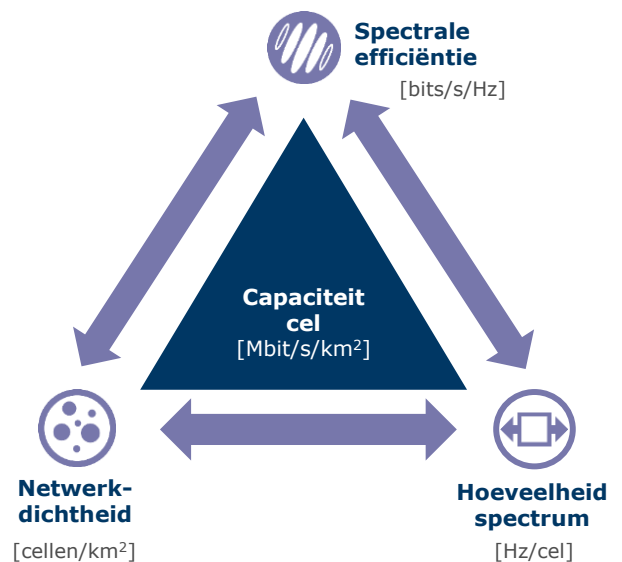 Spectrale
efficiëntie
[bits/s/Hz]
Capaciteit
cel
[Mbit/s/km²]
Netwerk-
dichtheid
[cellen/km²]
Hoeveelheid
spectrum
[Hz/cel]